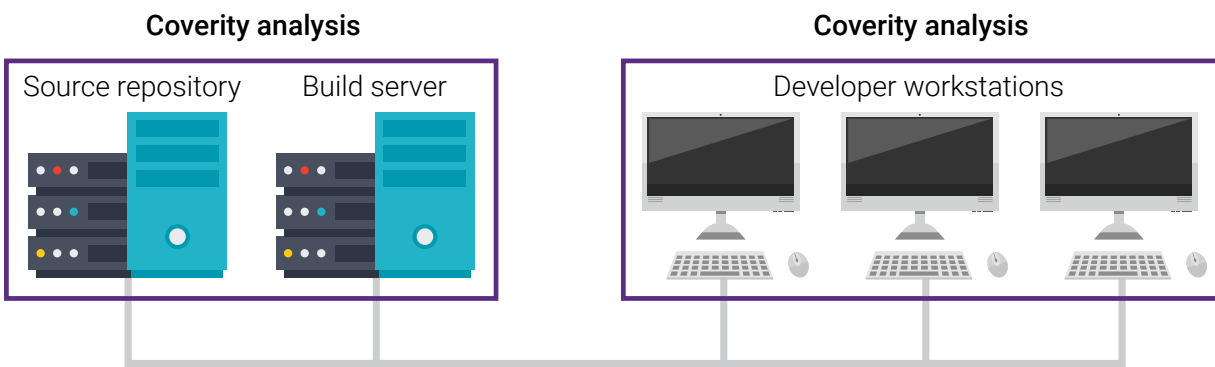 Coverity analysis
Coverity analysis
Source repository
Build server
Developer workstations